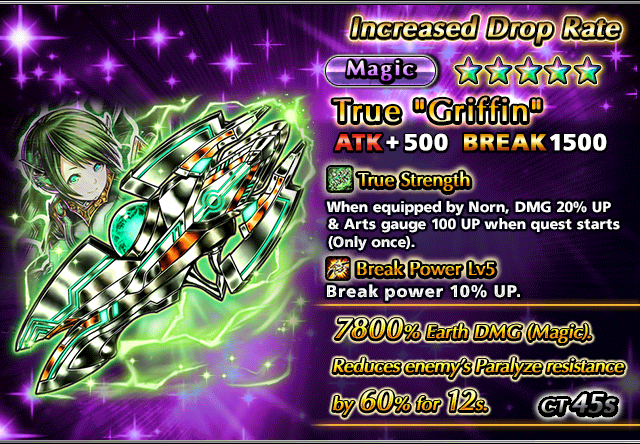 Increased Drop Rate
Magic
True "Griffin"
ATK+500 BREAK1500
True Strength
When equipped by Norn, DMG 20% UP
& Arts gauge 100 UP when quest starts
(Only once).
Break Power Lv5
Break power 10% UP.
7800% Earth DMG (Magic).
Reduces enemy's Paralyze resistance
by 60% for 12s.
CT 45s